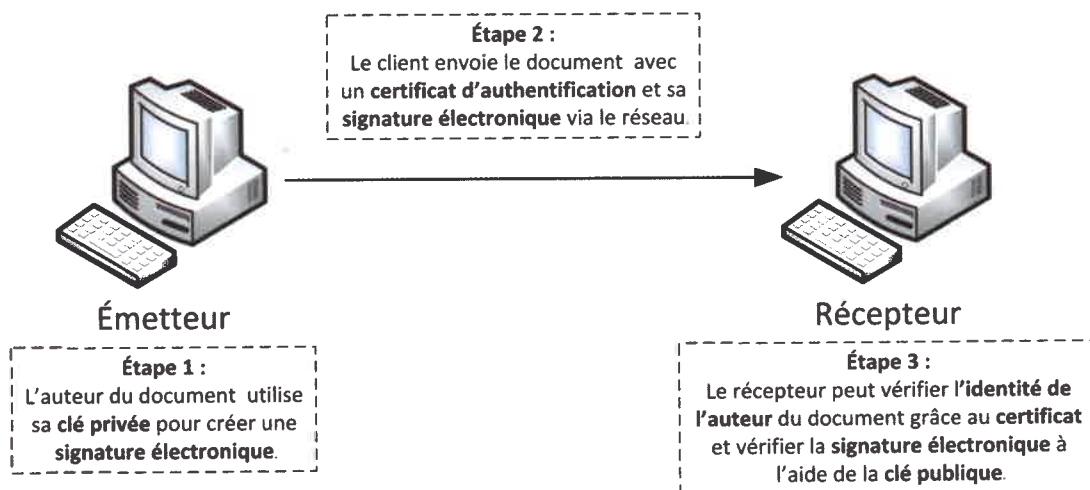 Étape 2 :
Le client envoie le document avec
un certificat d'authentification et sa
signature électronique via le réseau.
Émetteur
Étape 1 :
L'auteur du document utilise
sa clé privée pour créer une
signature électronique.
Récepteur
Étape 3 :
Le récepteur peut vérifier l'identité de
l'auteur du document grâce au certificat
et vérifier la signature électronique à
l'aide de la clé publique.